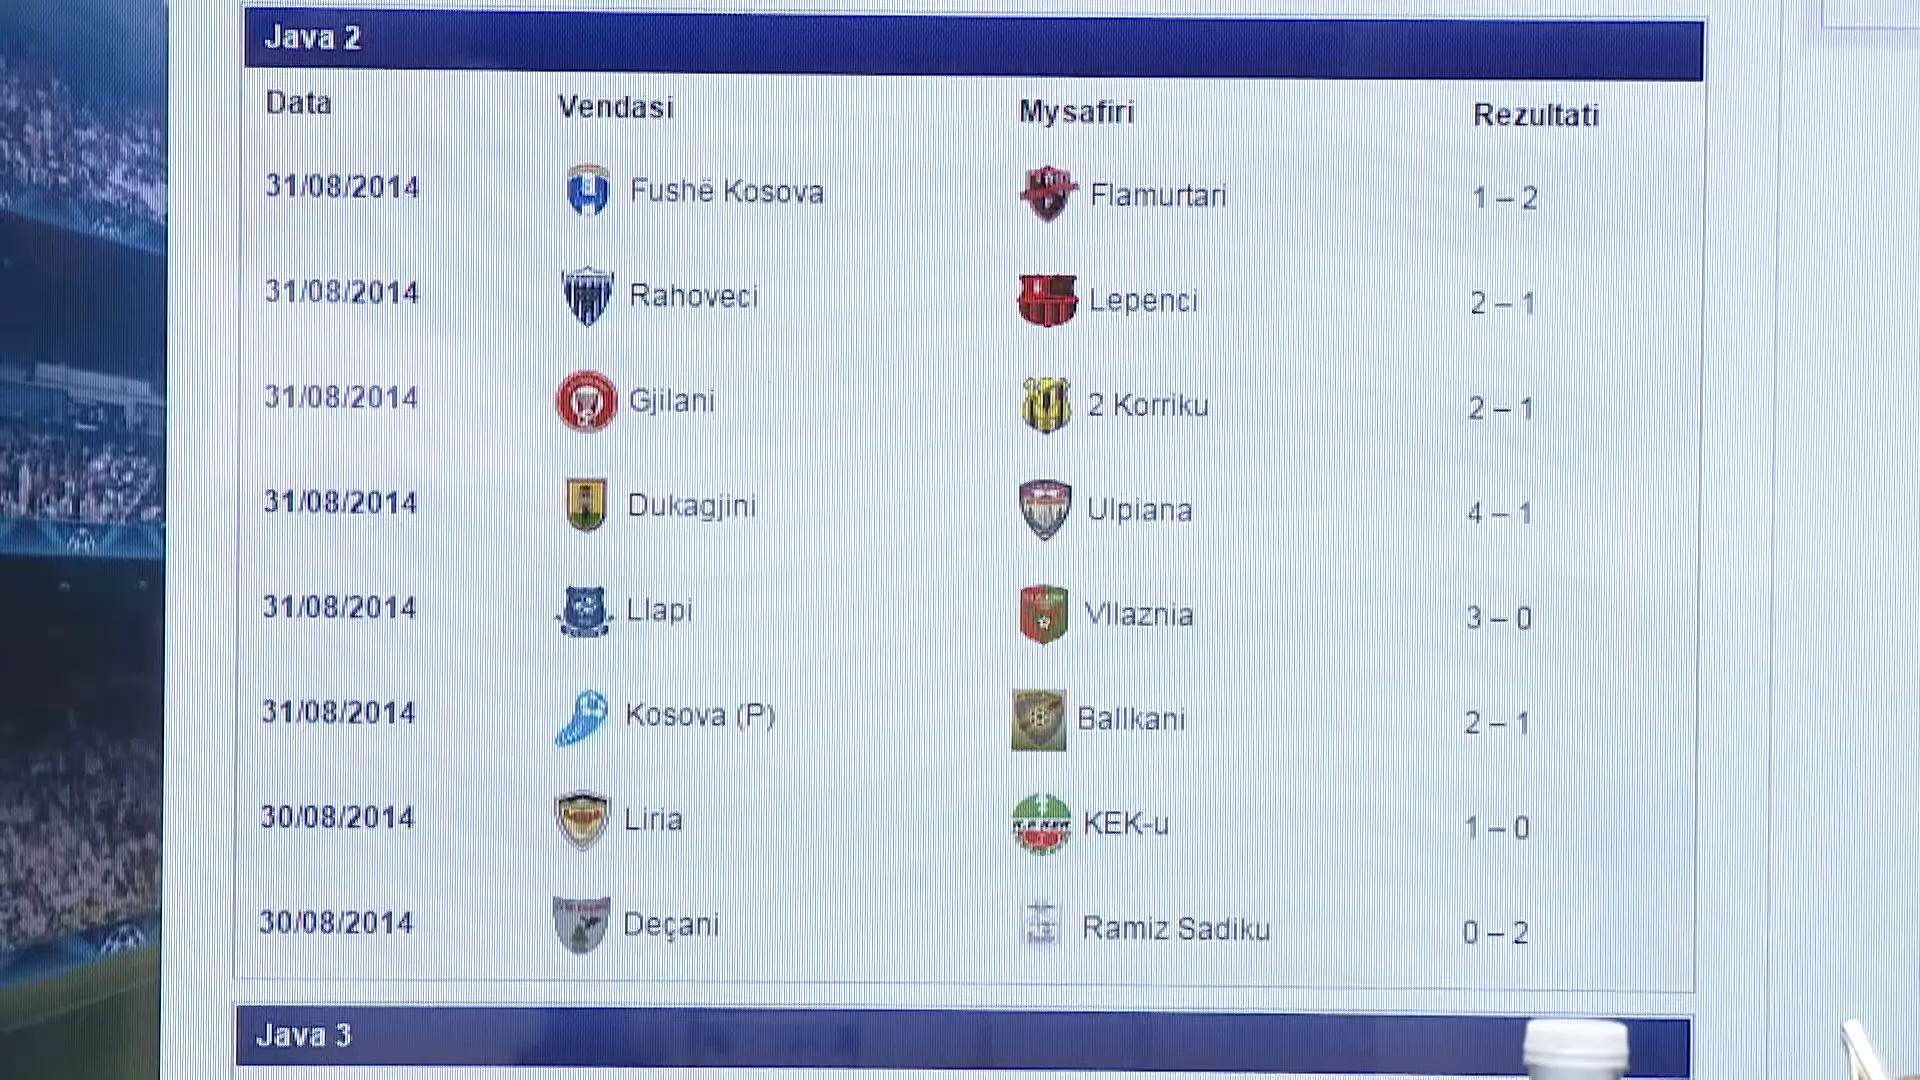 Java 2
Data Vendasi Mysafiri Rezultati
31/08/2014 Fushë Kosova Flamurtari 1 – 2
31/08/2014 Rahoveci Lepenci 2 – 1
31/08/2014 Gjilani 2 Korriku 2 – 1
31/08/2014 Dukagjini Ulpiana 4 – 1
31/08/2014 Llapi Vllaznia 3 – 0
31/08/2014 Kosova (P) Ballkani 2 – 1
30/08/2014 Liria KEK-u 1 – 0
30/08/2014 Deçani Ramiz Sadiku 0 – 2
Java 3